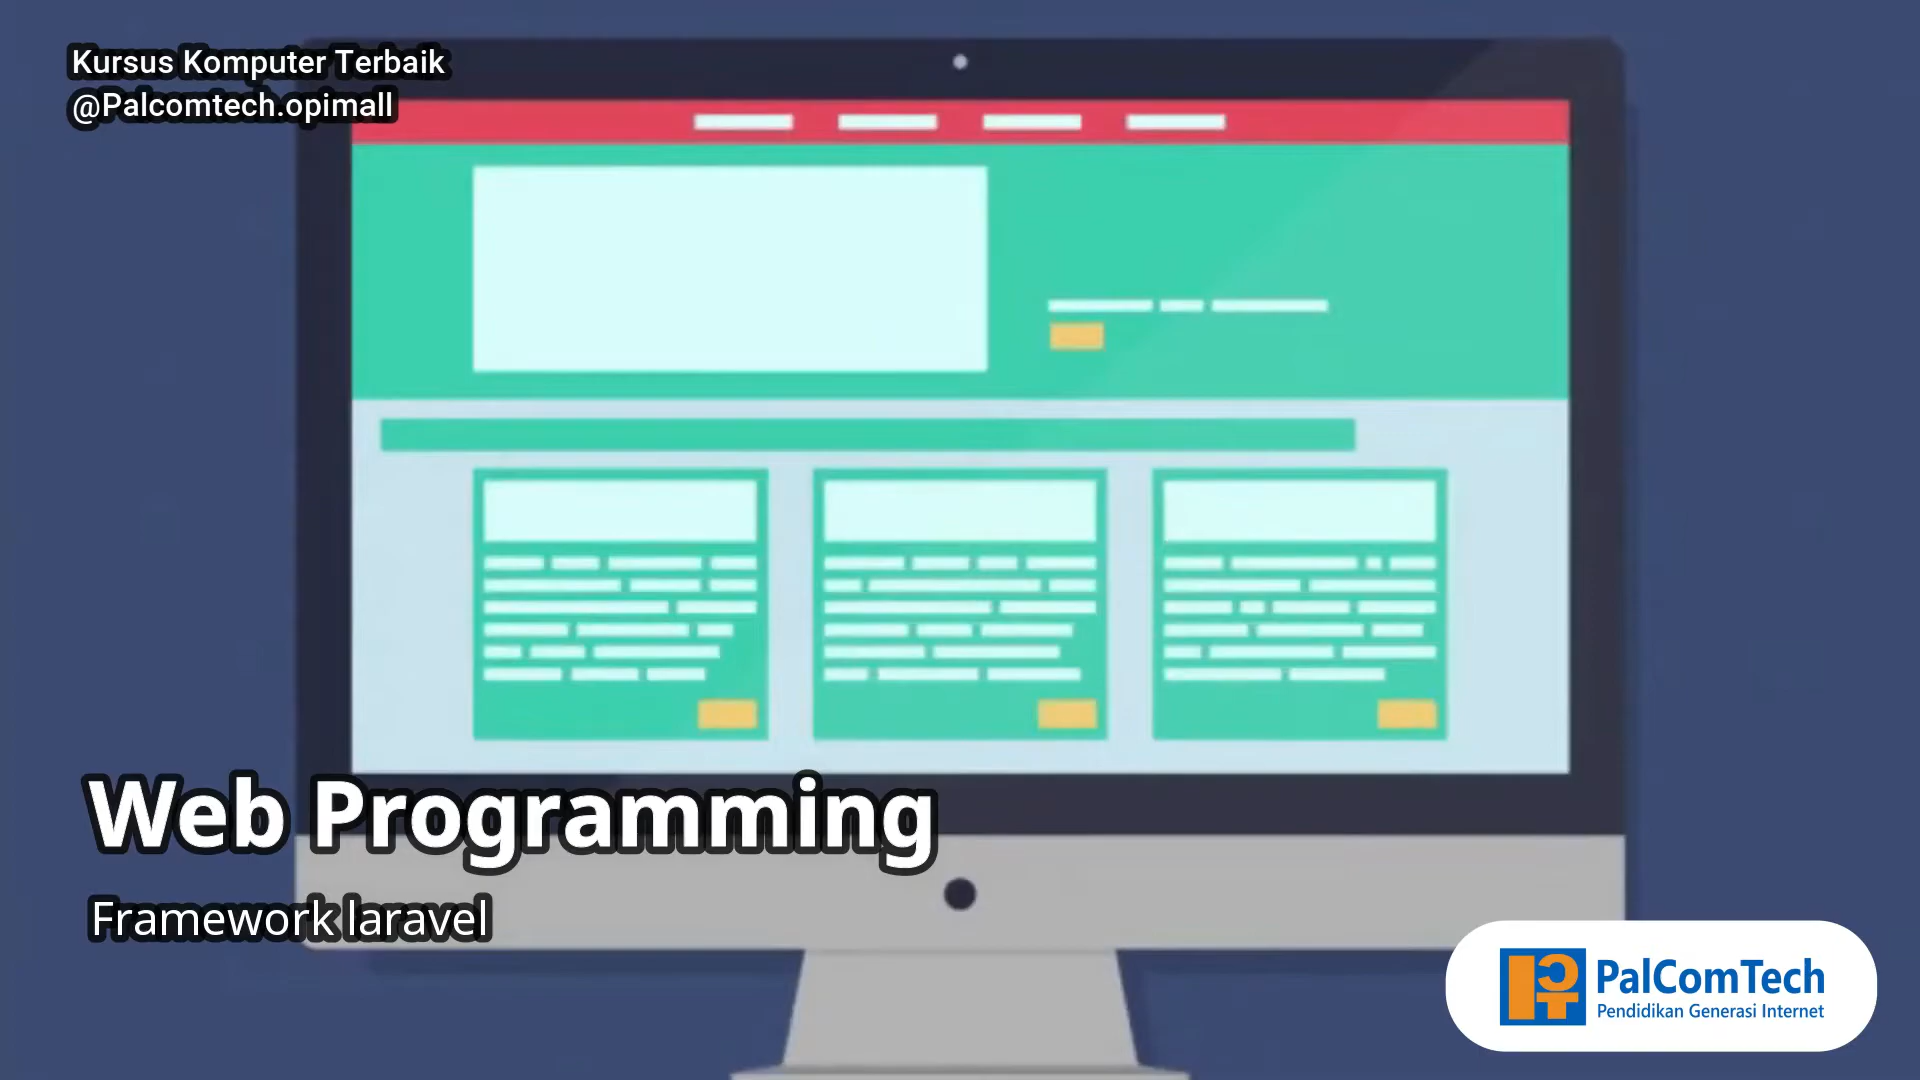 Kursus Komputer Terbaik
@Palcomtech.opimall
Web Programming
Framework laravel
PalComTech
Pendidikan Generasi Internet